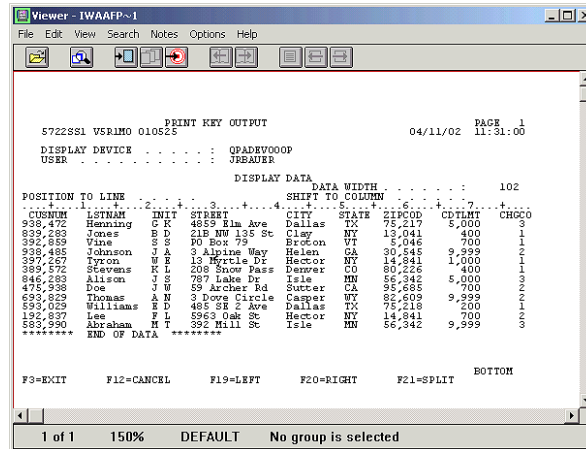 Viewer - IWAAFP~1
File Edit View Search Notes Options Help
PRINT KEY OUTPUT PAGE 1
5722SS1 V5R1M0 010525 04/11/02 11:31:00
DISPLAY DEVICE . . . . . : QPADEV000P
USER . . . . . . . . . . : JRBAUER
DISPLAY DATA
DATA WIDTH . . . . . . : 102
POSITION TO LINE . . . . . SHIFT TO COLUMN . . . . . .
....+....1....+....2....+....3....+....4....+....5....+....6....+....7....+....
CUSNUM LSTNAM INIT STREET CITY STATE ZIPCOD CDTLMT CHGCO
938,472 Henning G K 4859 Elm Ave Dallas TX 75,217 5,000 3
839,283 Jones B D 21B NW 135 St Clay NY 13,041 400 1
392,859 Vine S S PO Box 79 Broton VT 5,046 700 1
938,485 Johnson J A 3 Alpine Way Helen GA 30,545 9,999 2
397,267 Tyron W E 13 Myrtle Dr Hector NY 14,841 1,000 1
389,572 Stevens K L 208 Snow Pass Denver CO 80,226 400 1
846,283 Alison J S 787 Lake Dr Isle MN 56,342 5,000 3
475,938 Doe J W 59 Archer Rd Sutter CA 95,685 700 2
693,829 Thomas A N 3 Dove Circle Casper WY 82,609 9,999 2
593,029 Williams E D 485 SE 2 Ave Dallas TX 75,218 200 1
192,837 Lee F L 5963 Oak St Hector NY 14,841 700 2
583,990 Abraham M T 392 Mill St Isle MN 56,342 9,999 3
******** END OF DATA ********
BOTTOM
F3=EXIT F12=CANCEL F19=LEFT F20=RIGHT F21=SPLIT
1 of 1 150% DEFAULT No group is selected